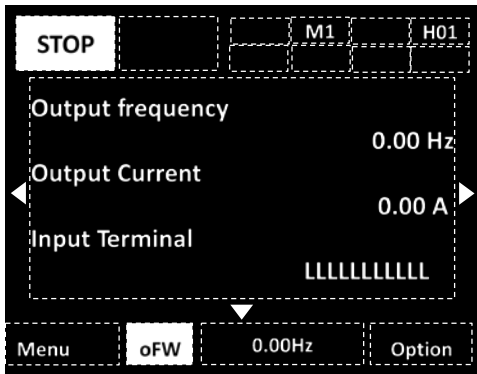 STOP M1 H01
Output frequency
0.00 Hz
Output Current
0.00 A
Input Terminal
LLLLLLLLLLL
Menu oFW 0.00Hz Option